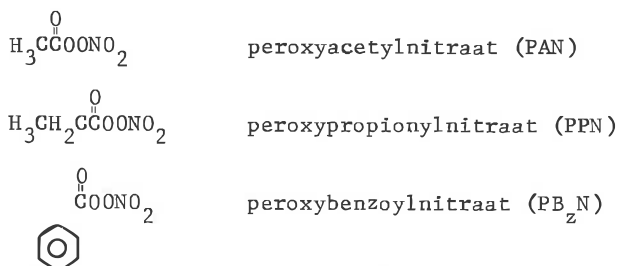 O
H3CCOONO2 peroxyacetylnitraat (PAN)
O
H3CH2CCOONO2 peroxypropionylnitraat (PPN)
O
COONO2 peroxybenzoylnitraat (PBzN)